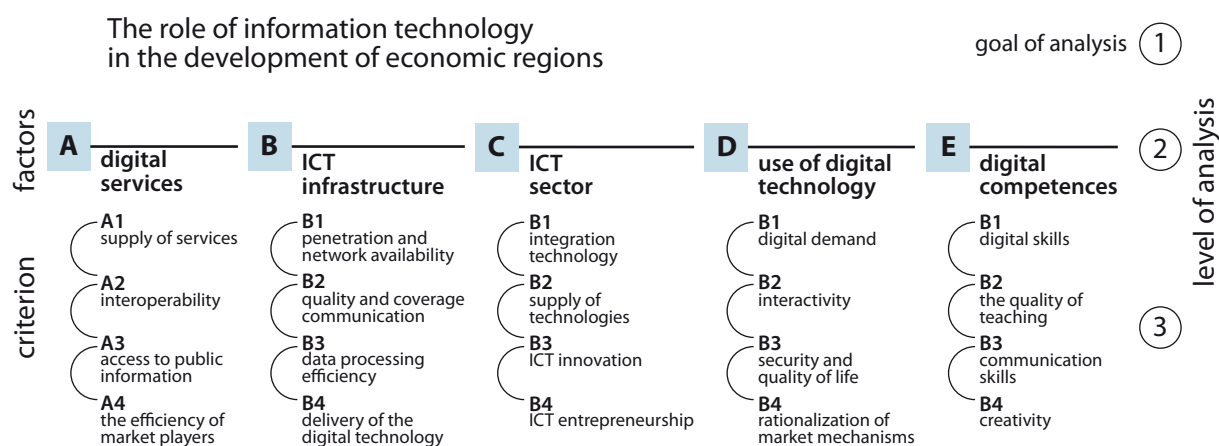 The role of information technology
in the development of economic regions
goal of analysis 1
factors
A
digital
services
B
ICT
infrastructure
C
ICT
sector
D
use of digital
technology
E
digital
competences
2
level of analysis
criterion
A1
supply of services
A2
interoperability
A3
access to public
information
A4
the efficiency of
market players
B1
penetration and
network availability
B2
quality and coverage
communication
B3
data processing
efficiency
B4
delivery of the
digital technology
B1
integration
technology
B2
supply of
technologies
B3
ICT innovation
B4
ICT entrepreneurship
B1
digital demand
B2
interactivity
B3
security and
quality of life
B4
rationalization of
market mechanisms
B1
digital skills
B2
the quality of
teaching
B3
communication
skills
B4
creativity
3